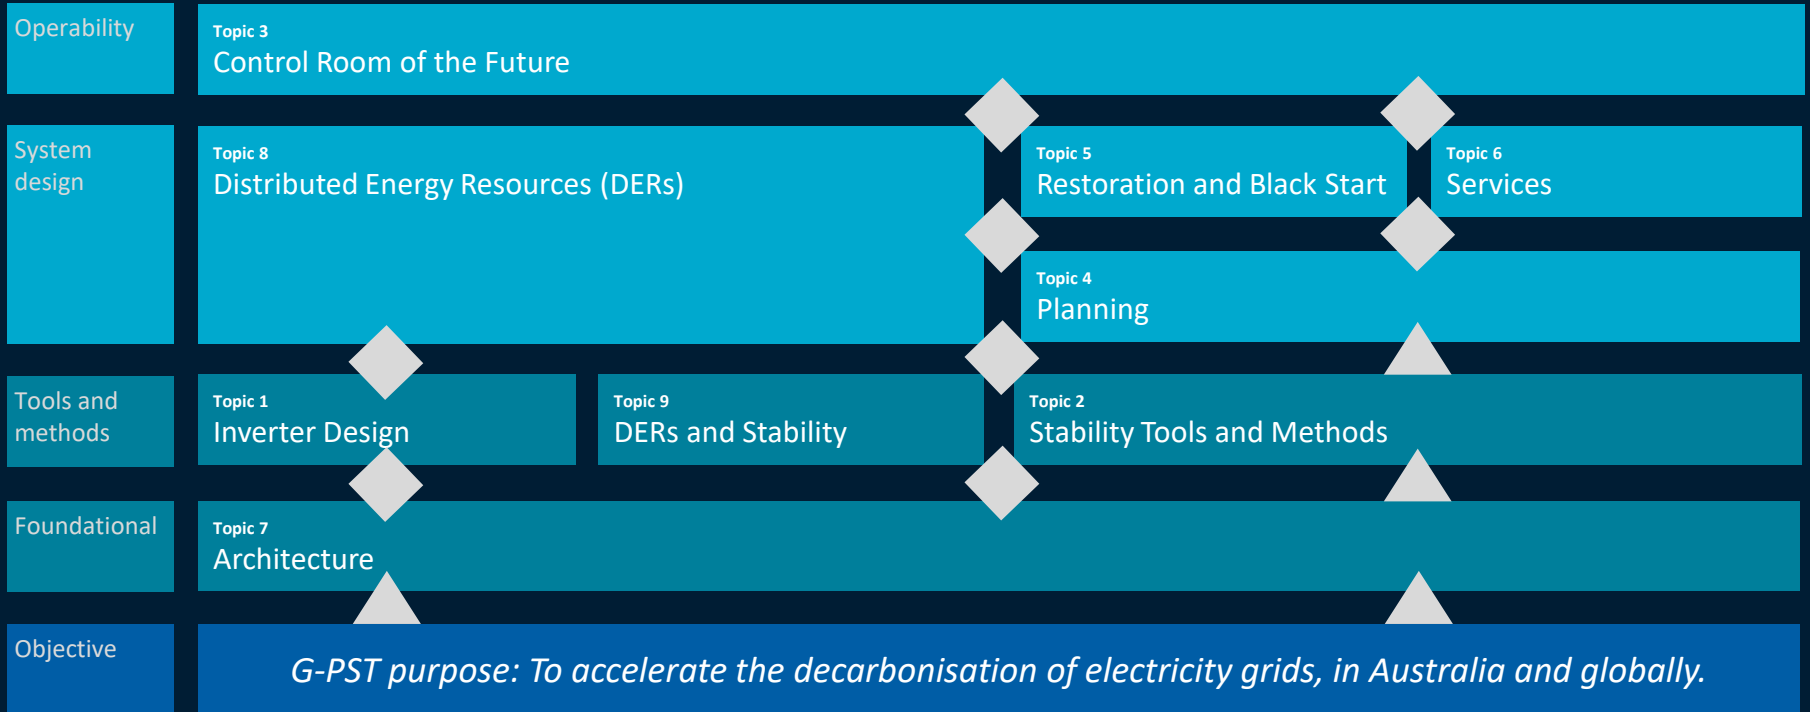 Operability
Topic 3
Control Room of the Future
System
design
Topic 8
Distributed Energy Resources (DERs)
Topic 5
Restoration and Black Start
Topic 6
Services
Topic 4
Planning
Tools and
methods
Topic 1
Inverter Design
Topic 9
DERs and Stability
Topic 2
Stability Tools and Methods
Foundational
Topic 7
Architecture
Objective
G-PST purpose: To accelerate the decarbonisation of electricity grids, in Australia and globally.